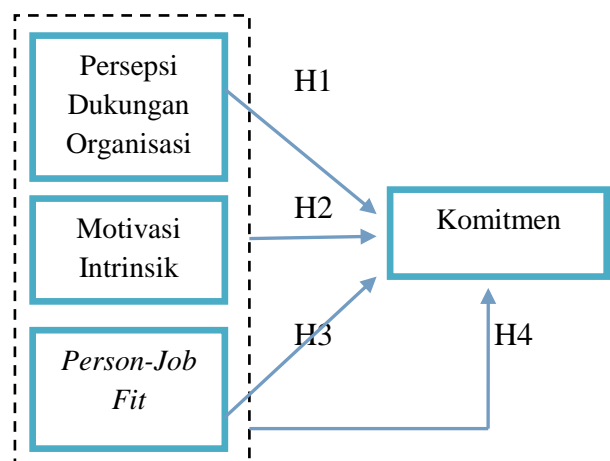 Persepsi
Dukungan
Organisasi
H1
Motivasi
Intrinsik
H2
Komitmen
Person-Job
Fit
H3
H4